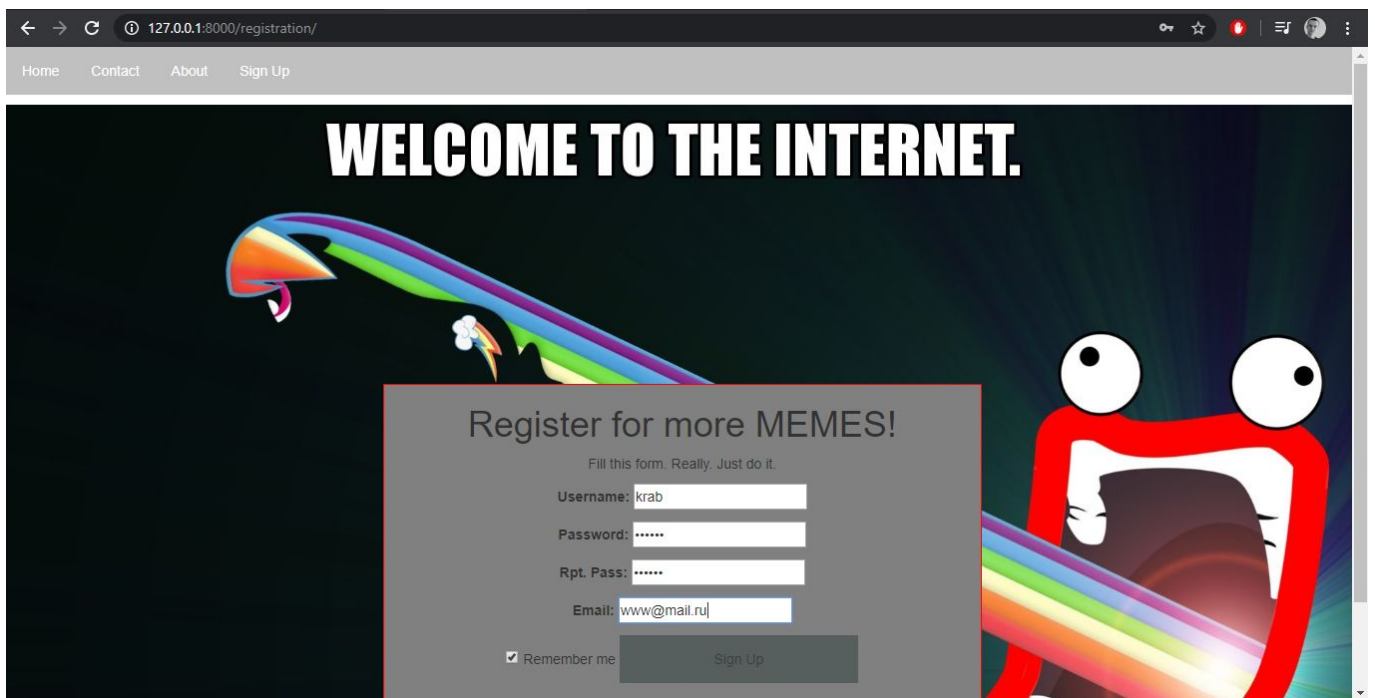 127.0.0.1:8000/registration/
Home Contact About Sign Up
WELCOME TO THE INTERNET.
Register for more MEMES!
Fill this form. Really. Just do it.
Username: krab
Password: ••••••
Rpt. Pass: ••••••
Email: www@mail.ru
Remember me Sign Up